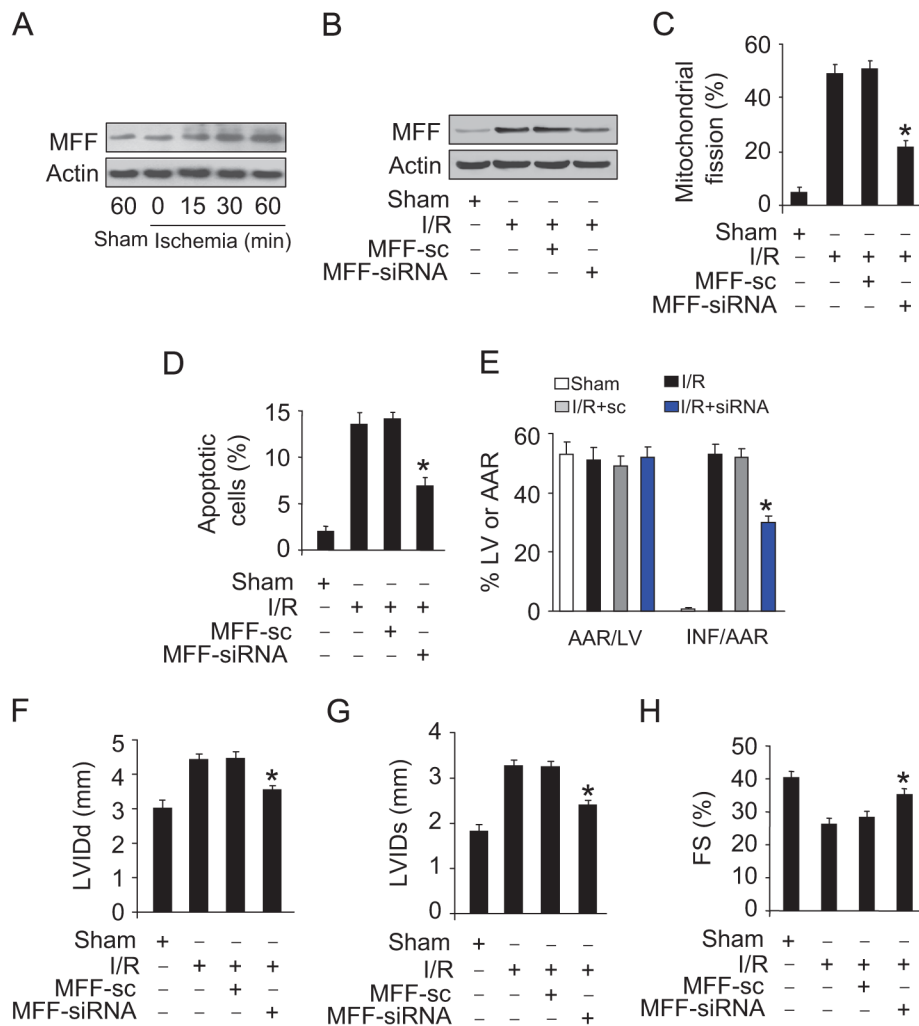 A
MFF
Actin
60 0 15 30 60
Sham Ischemia (min)
B
MFF
Actin
Sham + – – –
I/R – + + +
MFF-sc – – + –
MFF-siRNA – – – +
C
Mitochondrial
fission (%)
60
40
20
0
*
Sham + – – –
I/R – + + +
MFF-sc – – + –
MFF-siRNA – – – +
D
Apoptotic
cells (%)
15
10
5
0
*
Sham + – – –
I/R – + + +
MFF-sc – – + –
MFF-siRNA – – – +
E
Sham I/R
I/R+sc I/R+siRNA
% LV or AAR
60
40
20
0
*
AAR/LV INF/AAR
F
LVIDd (mm)
5
4
3
2
1
0
*
Sham + – – –
I/R – + + +
MFF-sc – – + –
MFF-siRNA – – – +
G
LVIDs (mm)
4
3
2
1
0
*
Sham + – – –
I/R – + + +
MFF-sc – – + –
MFF-siRNA – – – +
H
FS (%)
50
40
30
20
10
0
*
Sham + – – –
I/R – + + +
MFF-sc – – + –
MFF-siRNA – – – +